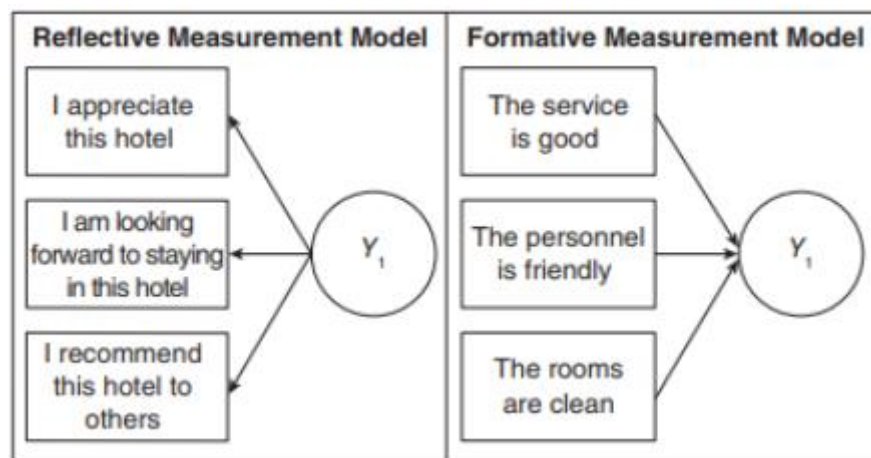 Reflective Measurement Model
I appreciate
this hotel
I am looking
forward to staying
in this hotel
I recommend
this hotel to
others
Y1
Formative Measurement Model
The service
is good
The personnel
is friendly
The rooms
are clean
Y1